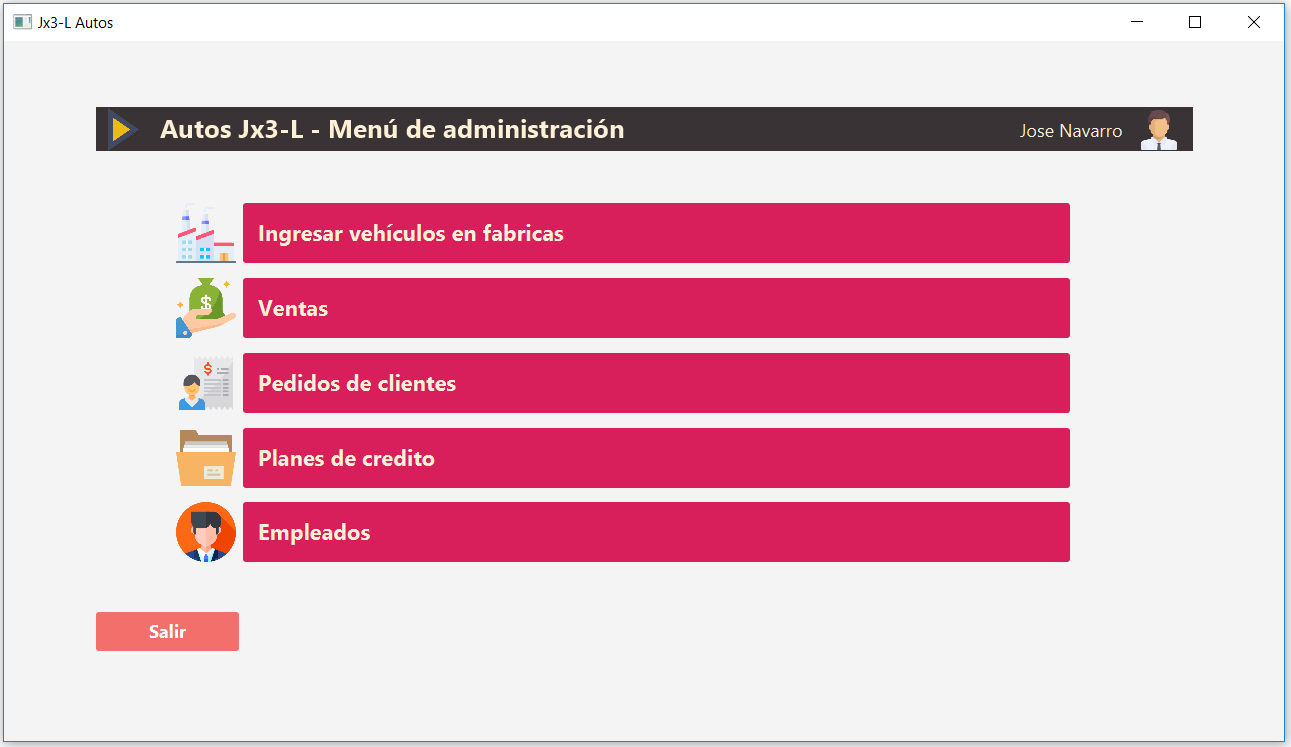 Jx3-L Autos
Autos Jx3-L - Menú de administración
Jose Navarro
Ingresar vehículos en fabricas
$
Ventas
$
Pedidos de clientes
Planes de credito
Empleados
Salir